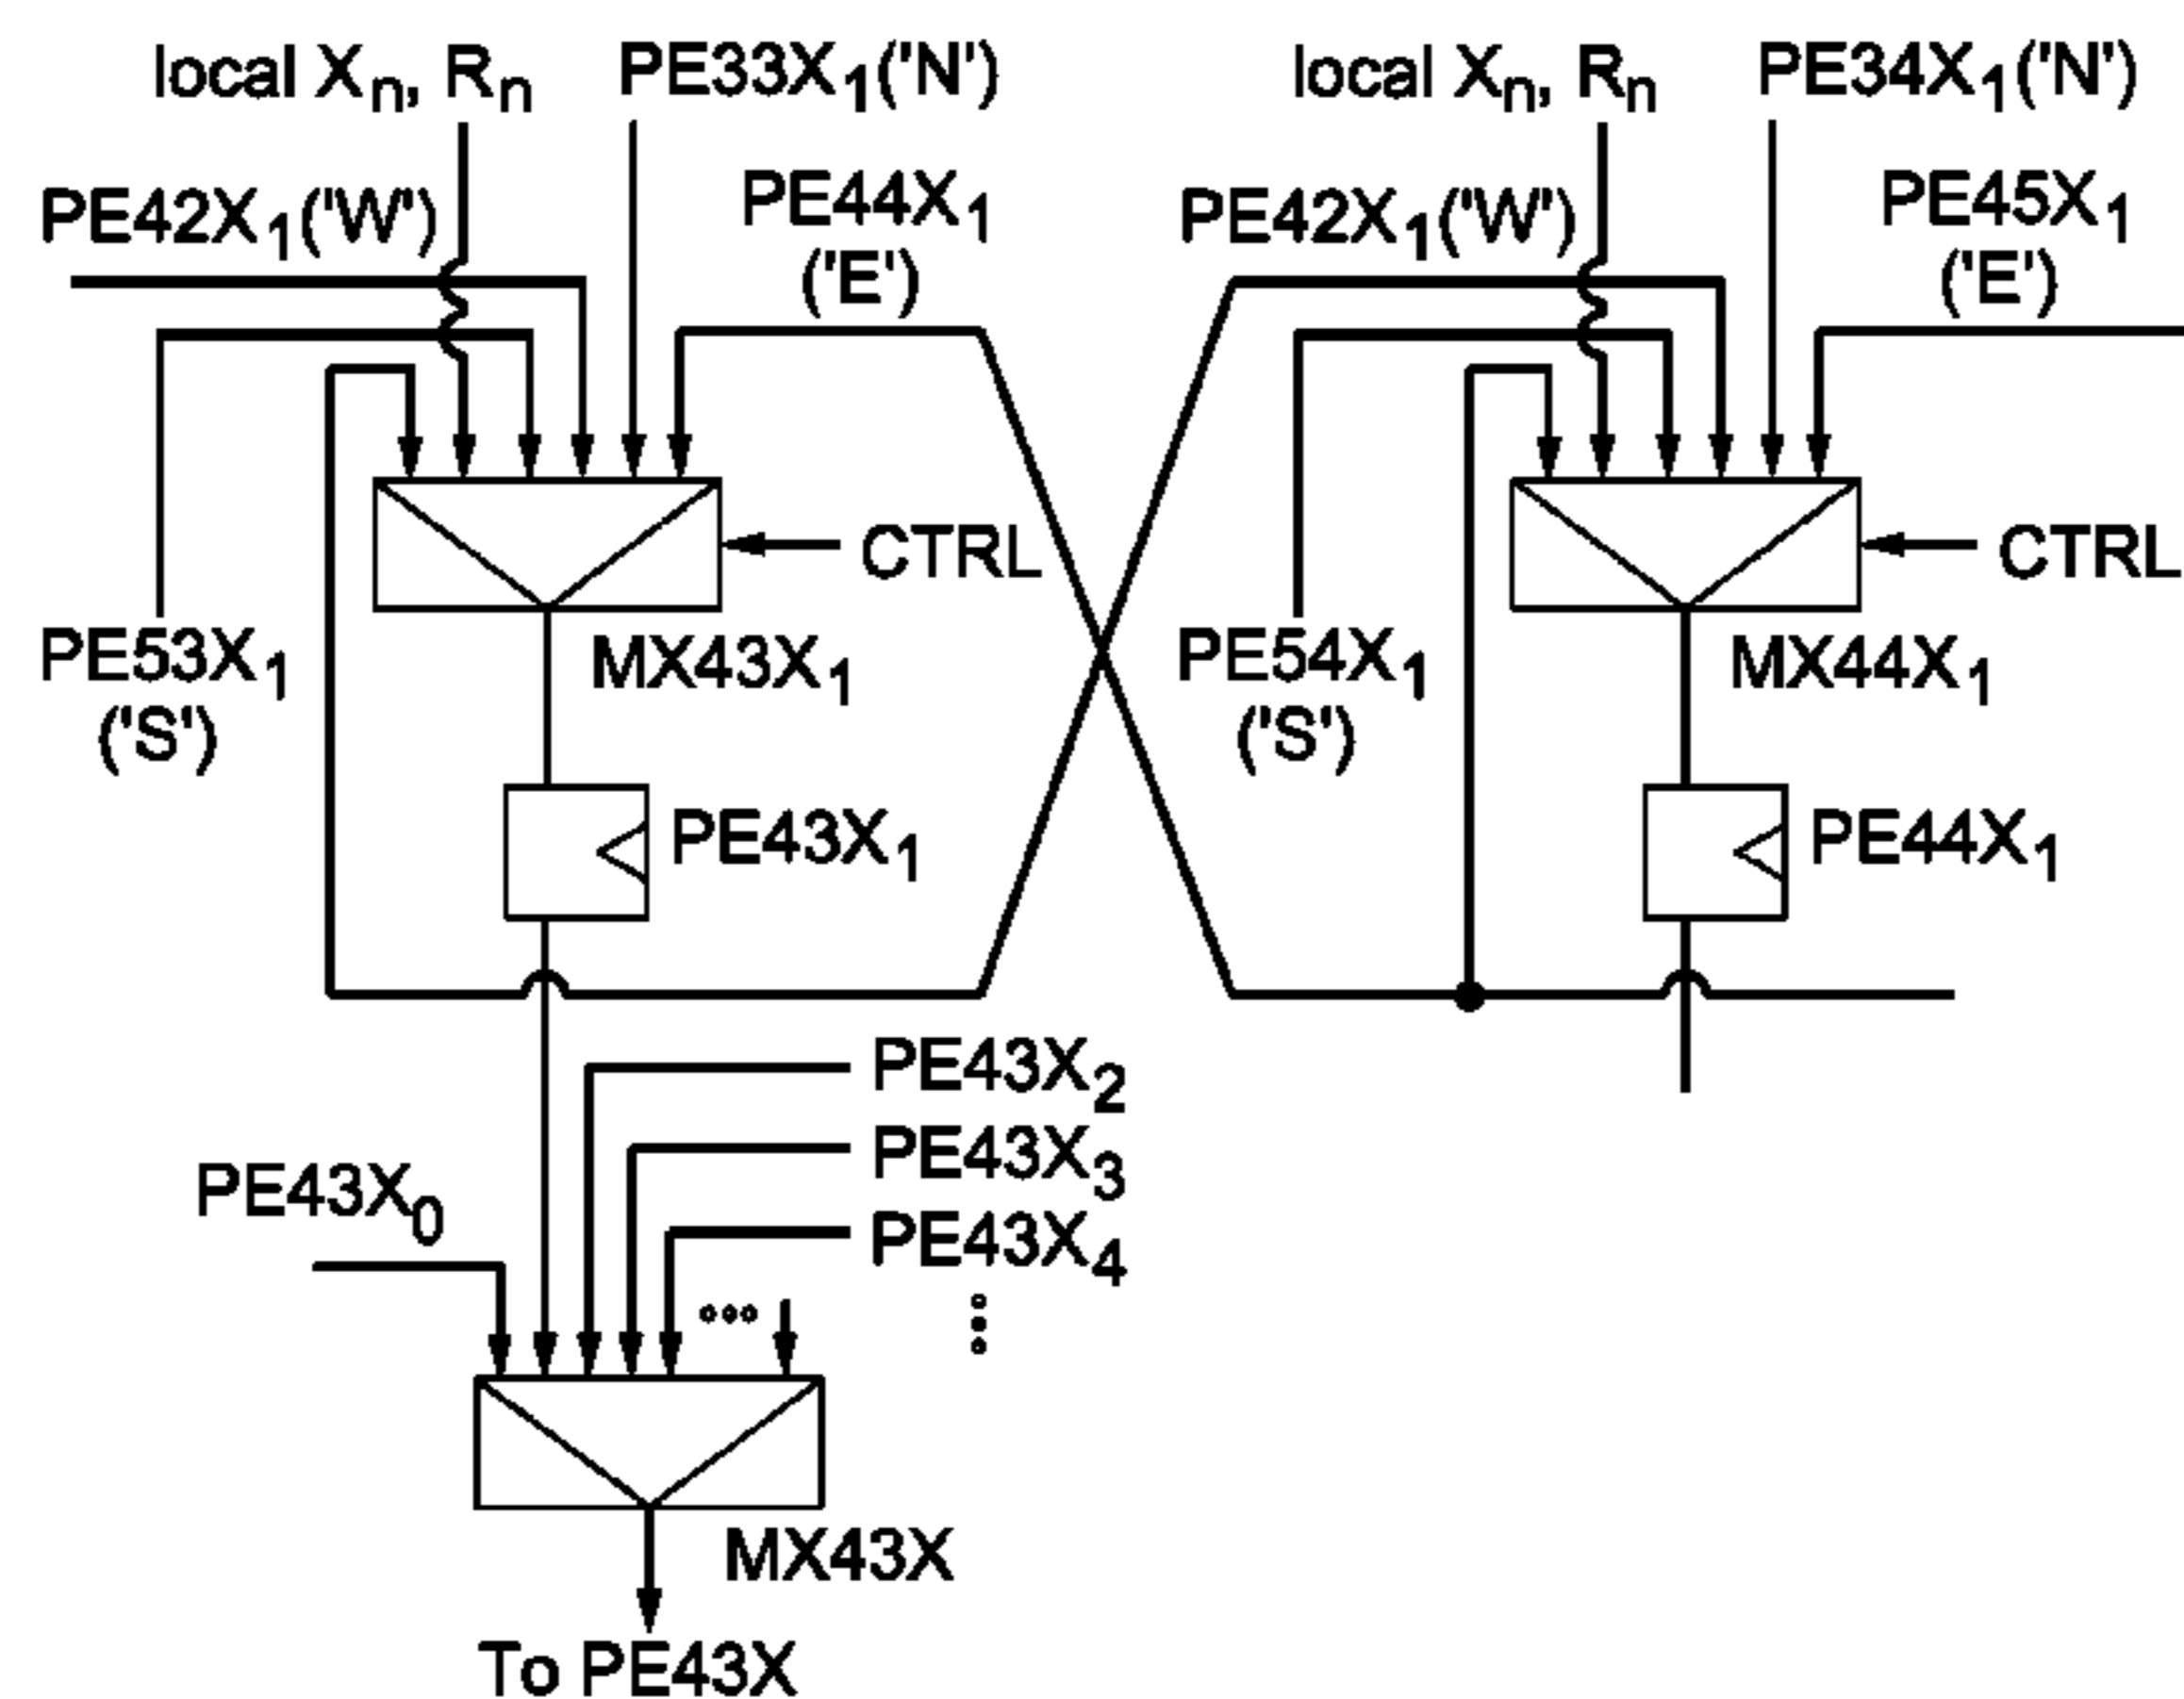 local Xn, Rn
PE33X1('N')
local Xn, Rn
PE34X1('N')
PE42X1('W')
PE44X1
('E')
PE42X1('W')
PE45X1
('E')
CTRL
CTRL
PE53X1
('S')
MX43X1
PE54X1
('S')
MX44X1
PE43X1
PE44X1
PE43X2
PE43X3
PE43X0
PE43X4
MX43X
To PE43X